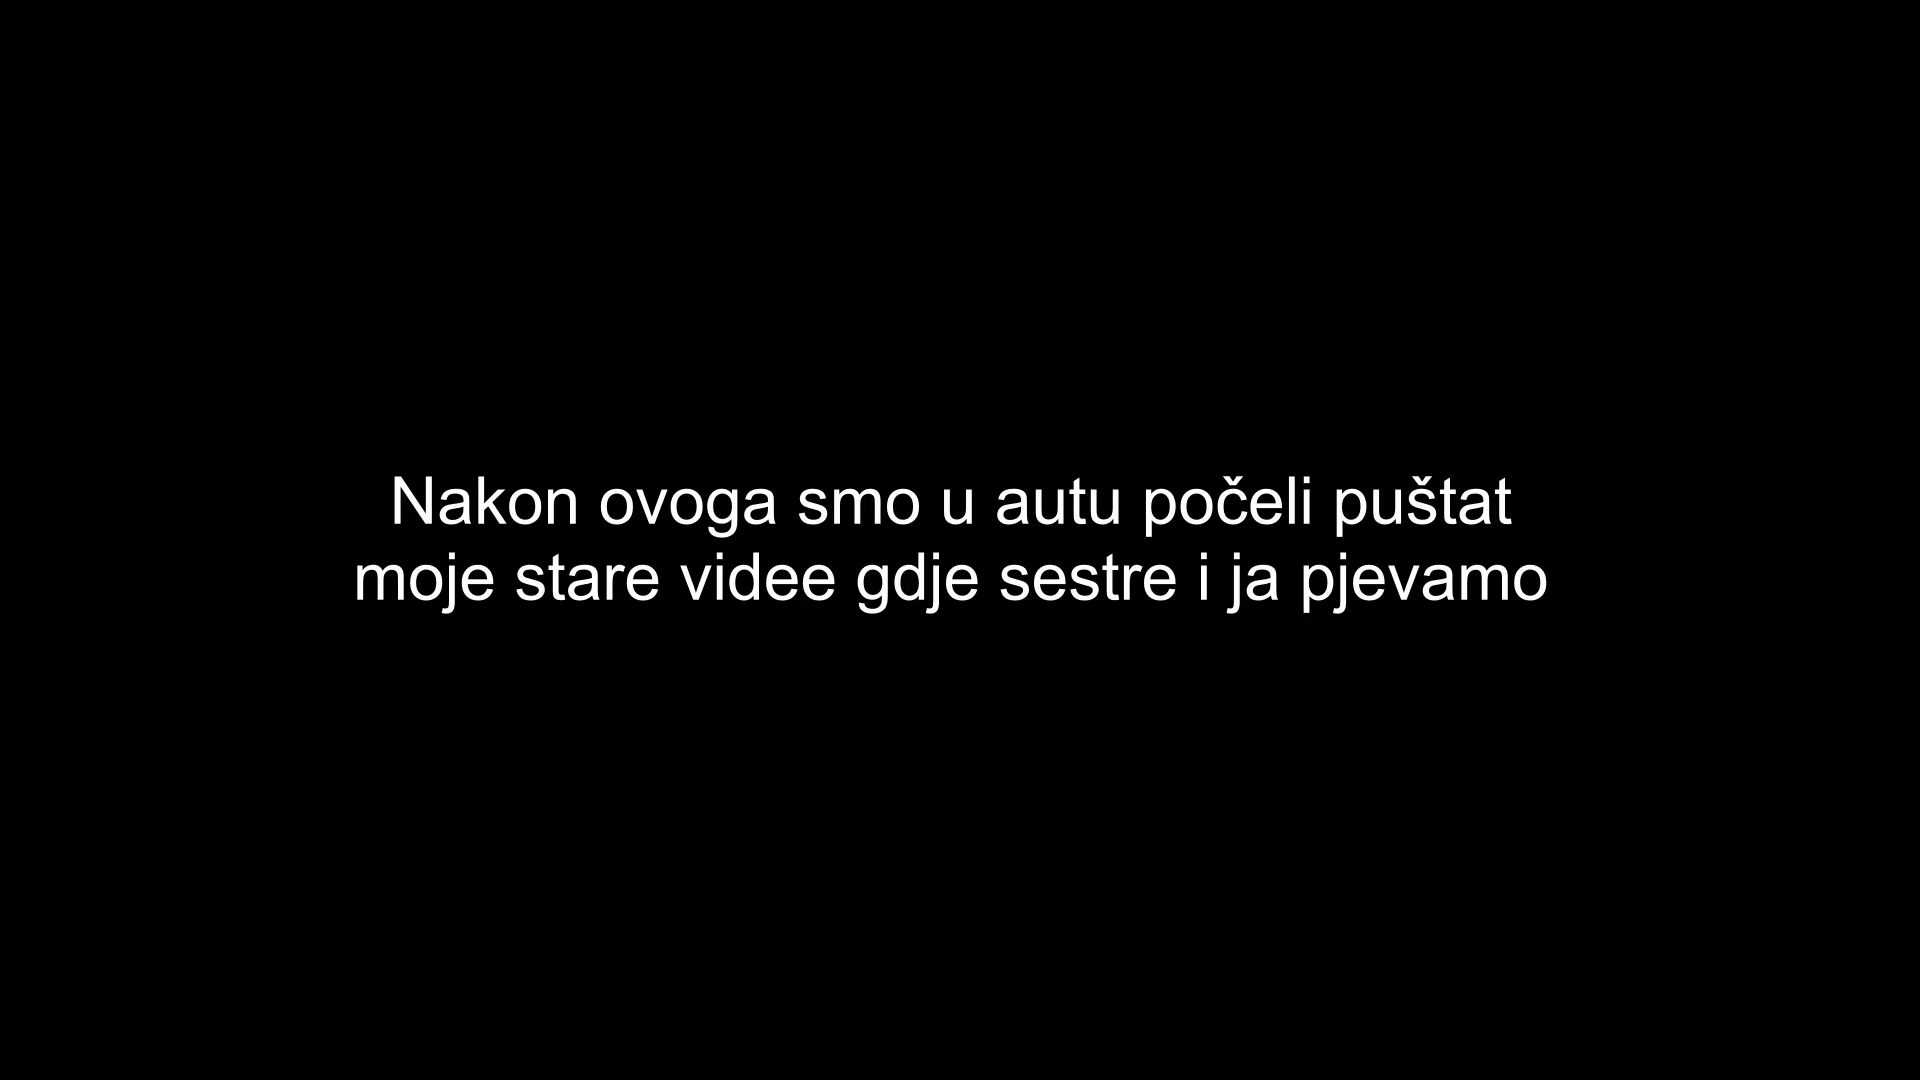 Nakon ovoga smo u autu počeli puštat
moje stare videe gdje sestre i ja pjevamo